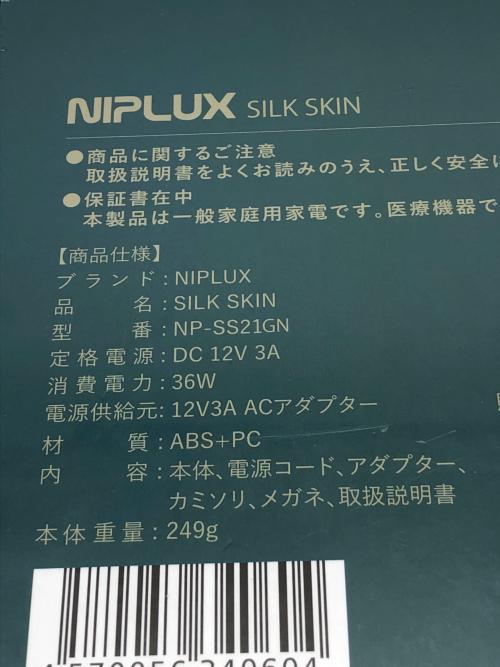 NIPLUX SILK SKIN
●商品に関するご注意
取扱説明書をよくお読みのうえ、正しく安全に
●保証書在中
本製品は一般家庭用家電です。医療機器で
【商品仕様】
ブランド:NIPLUX
品名:SILK SKIN
型番:NP-SS21GN
定格電源:DC 12V 3A
消費電力:36W
電源供給元:12V3A ACアダプター
材質:ABS+PC
内容:本体、電源コード、アダプター、
カミソリ、メガネ、取扱説明書
本体重量:249g
4 570056 340604